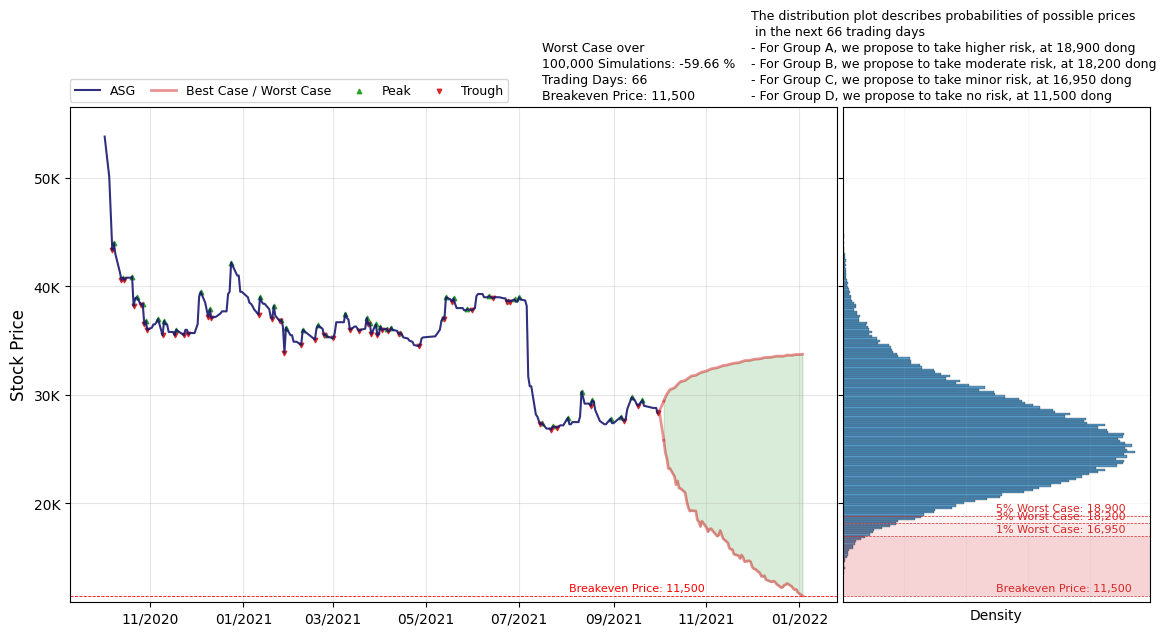 The distribution plot describes probabilities of possible prices
in the next 66 trading days
- For Group A, we propose to take higher risk, at 18,900 dong
- For Group B, we propose to take moderate risk, at 18,200 dong
- For Group C, we propose to take minor risk, at 16,950 dong
- For Group D, we propose to take no risk, at 11,500 dong
Worst Case over
100,000 Simulations: -59.66 %
Trading Days: 66
Breakeven Price: 11,500
ASG
Best Case / Worst Case
Peak
Trough
Stock Price
50K
40K
30K
20K
Breakeven Price: 11,500
11/2020
01/2021
3/2021
05/2021
07/2021
09/2021
11/2021
01/2022
5% Worst Case: 18,900
3% Worst Case: 18,200
1% Worst Case: 16,950
Breakeven Price: 11,500
Density